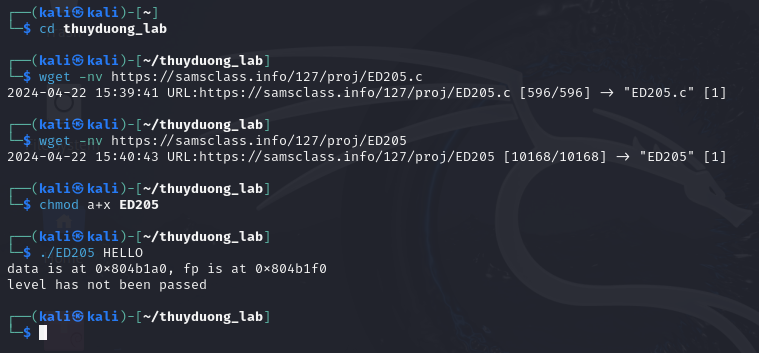 ┌──(kali㉿kali)-[~]
└─$ cd thuyduong_lab
┌──(kali㉿kali)-[~/thuyduong_lab]
└─$ wget -nv https://samsclass.info/127/proj/ED205.c
2024-04-22 15:39:41 URL:https://samsclass.info/127/proj/ED205.c [596/596] → "ED205.c" [1]
┌──(kali㉿kali)-[~/thuyduong_lab]
└─$ wget -nv https://samsclass.info/127/proj/ED205
2024-04-22 15:40:43 URL:https://samsclass.info/127/proj/ED205 [10168/10168] → "ED205" [1]
┌──(kali㉿kali)-[~/thuyduong_lab]
└─$ chmod a+x ED205
┌──(kali㉿kali)-[~/thuyduong_lab]
└─$ ./ED205 HELLO
data is at 0×804b1a0, fp is at 0×804b1f0
level has not been passed
┌──(kali㉿kali)-[~/thuyduong_lab]
└─$